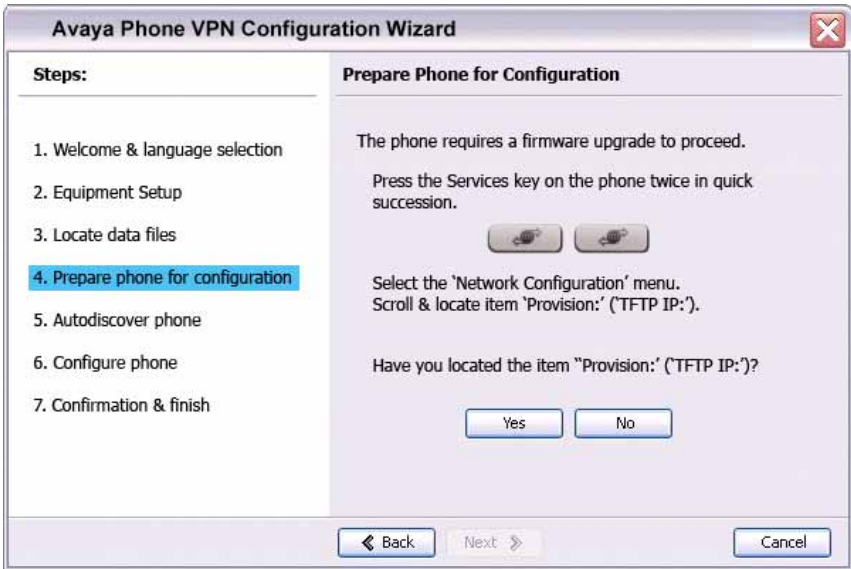 Avaya Phone VPN Configuration Wizard
Steps:
1. Welcome & language selection
2. Equipment Setup
3. Locate data files
4. Prepare phone for configuration
5. Autodiscover phone
6. Configure phone
7. Confirmation & finish
Prepare Phone for Configuration
The phone requires a firmware upgrade to proceed.
Press the Services key on the phone twice in quick
succession.
Select the ‘Network Configuration’ menu.
Scroll & locate item ‘Provision:’ (‘TFTP IP:’).
Have you located the item “Provision:’ (‘TFTP IP:’)?
Yes No
Back Next Cancel